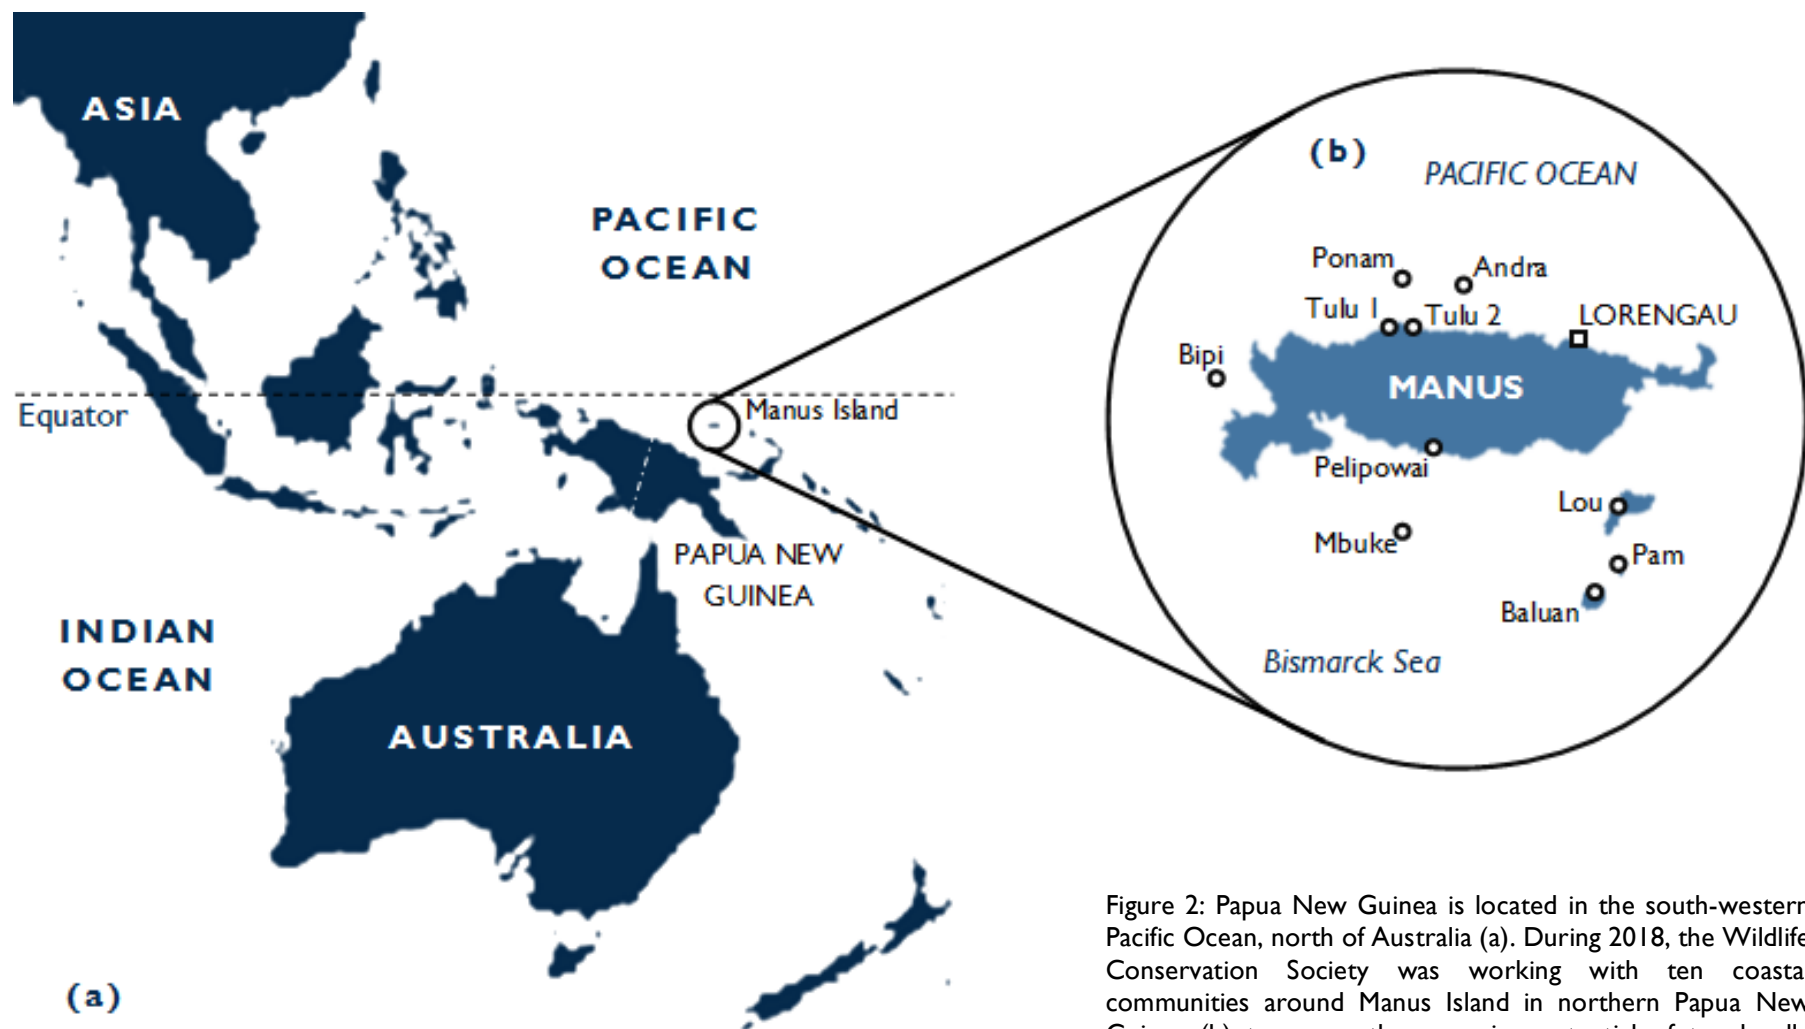 ASIA
PACIFIC
OCEAN
Equator
Manus Island
PAPUA NEW
GUINEA
INDIAN
OCEAN
AUSTRALIA
(a)
(b)
PACIFIC OCEAN
Ponam
Andra
Tulu 1
Tulu 2
LORENGAU
Bipi
MANUS
Pelipowai
Lou
Mbuke
Pam
Baluan
Bismarck Sea
Figure 2: Papua New Guinea is located in the south-western
Pacific Ocean, north of Australia (a). During 2018, the Wildlife
Conservation Society was working with ten coasta
communities around Manus Island in northern Papua New